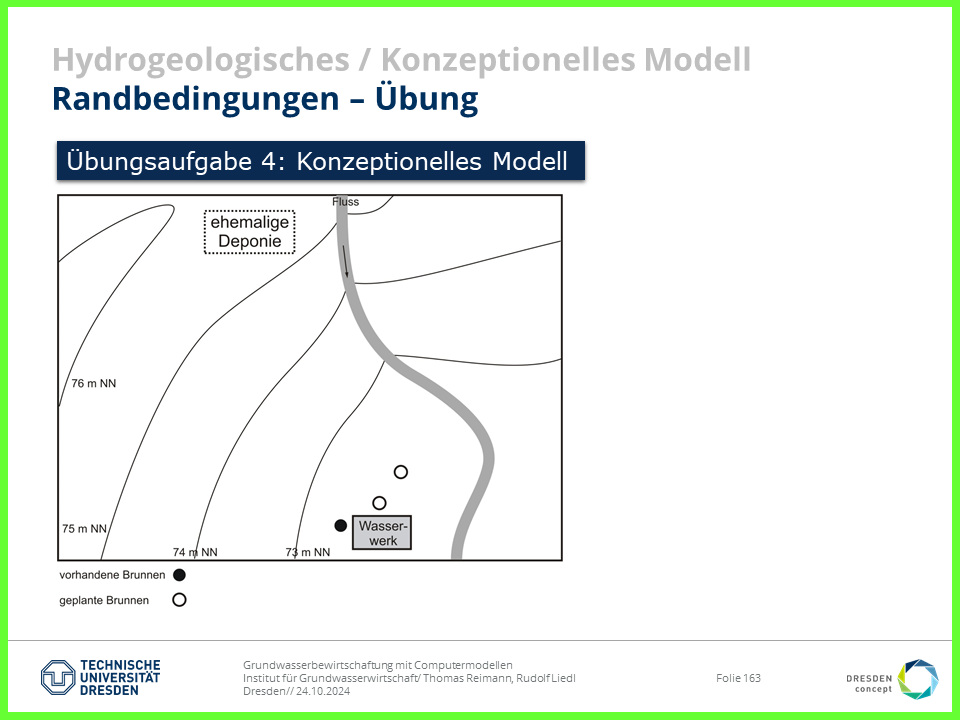 Hydrogeologisches / Konzeptionelles Modell
Randbedingungen – Übung
Übungsaufgabe 4: Konzeptionelles Modell
Fluss
ehemalige
Deponie
76 m NN
75 m NN
74 m NN
73 m NN
Wasser-
werk
vorhandene Brunnen
geplante Brunnen
TECHNISCHE
UNIVERSITÄT
DRESDEN
Grundwasserbewirtschaftung mit Computermodellen
Institut für Grundwasserwirtschaft/ Thomas Reimann, Rudolf Liedl
Dresden// 24.10.2024
Folie 163
DRESDEN
concept